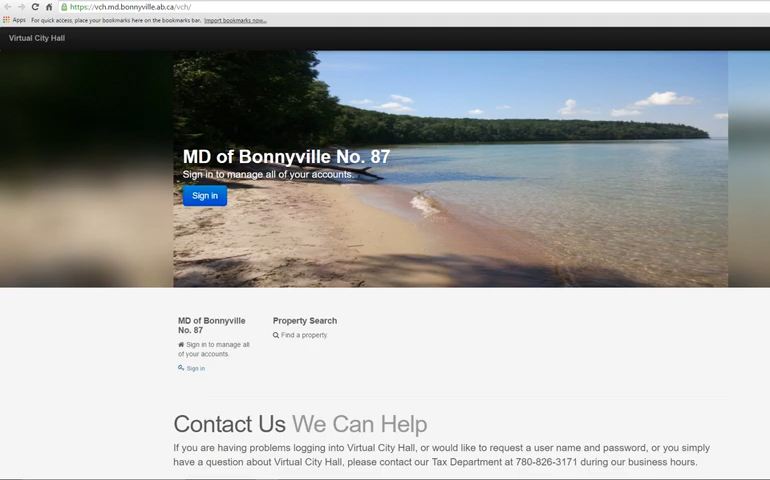 https://vch.md.bonnyville.ab.ca/vch/
Apps For quick access, place your bookmarks here on the bookmarks bar. Import bookmarks now...
Virtual City Hall
MD of Bonnyville No. 87
Sign in to manage all of your accounts.
Sign in
MD of Bonnyville
No. 87
Sign in to manage all
of your accounts.
Sign in
Property Search
Find a property.
Contact Us We Can Help
If you are having problems logging into Virtual City Hall, or would like to request a user name and password, or you simply
have a question about Virtual City Hall, please contact our Tax Department at 780-826-3171 during our business hours.